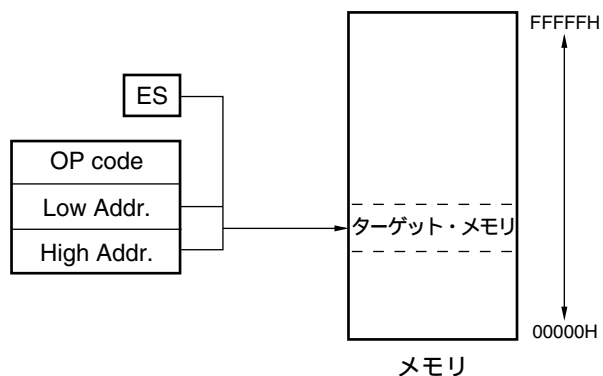 FFFFFH
ES
OP code
Low Addr.
High Addr.
ターゲット・メモリ
00000H
メモリ